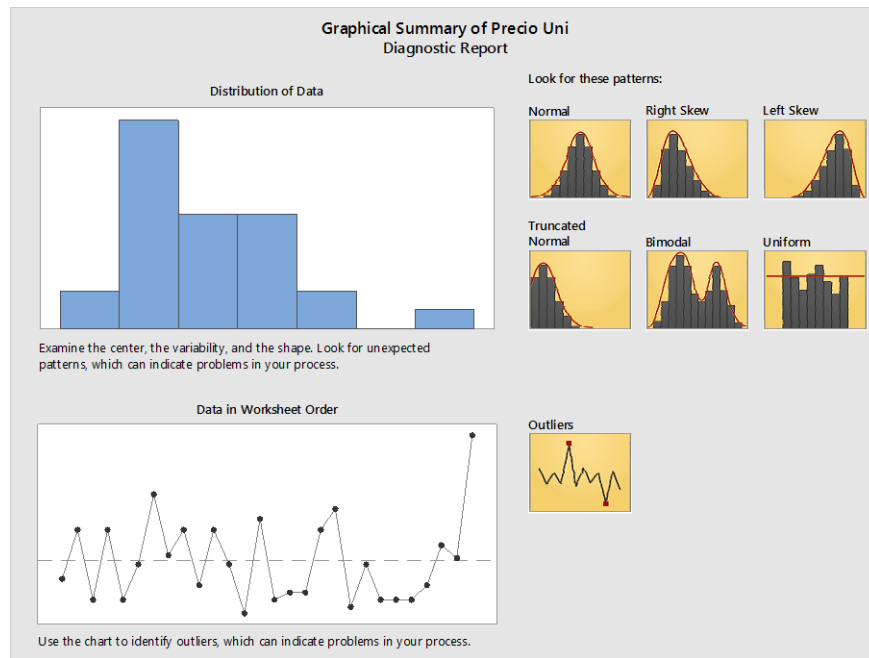 Graphical Summary of Precio Uni
Diagnostic Report
Distribution of Data
Examine the center, the variability, and the shape. Look for unexpected
patterns, which can indicate problems in your process.
Look for these patterns:
Normal
Right Skew
Left Skew
Truncated
Normal
Bimodal
Uniform
Data in Worksheet Order
Use the chart to identify outliers, which can indicate problems in your process.
Outliers